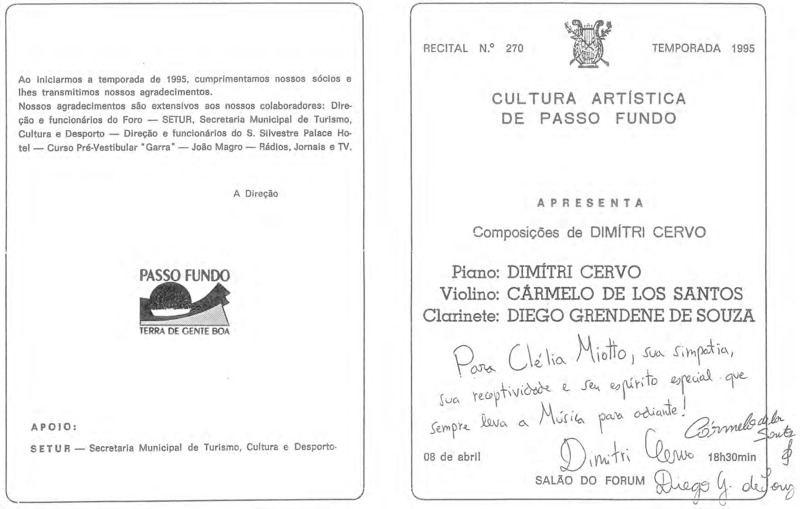 Ao iniciarmos a temporada de 1995, cumprimentamos nossos sócios e
lhes transmitimos nossos agradecimentos.
Nossos agradecimentos são extensivos aos nossos colaboradores: Dire-
ção e funcionários do Foro — SETUR, Secretaria Municipal de Turismo,
Cultura e Desporto — Direção e funcionários do S. Silvestre Palace Ho-
tel — Curso Pré-Vestibular "Garra" — João Magro — Rádios, Jornais e TV.
A Direção
PASSO FUNDO
TERRA DE GENTE BOA
APOIO:
SETUR — Secretaria Municipal de Turismo, Cultura e Desporto-
RECITAL N.º 270
TEMPORADA 1995
CULTURA ARTÍSTICA
DE PASSO FUNDO
APRESENTA
Composições de DIMÍTRI CERVO
Piano: DIMÍTRI CERVO
Violino: CÁRMELO DE LOS SANTOS
Clarinete: DIEGO GRENDENE DE SOUZA
Para Clélia Miotto, sua simpatia,
sua receptividade e seu espírito especial que
sempre leva a Música para adiante!
Cármelo de los
Santos
Dimitri Cervo
08 de abril
18h30min
SALÃO DO FORUM
Diego G. de Souz